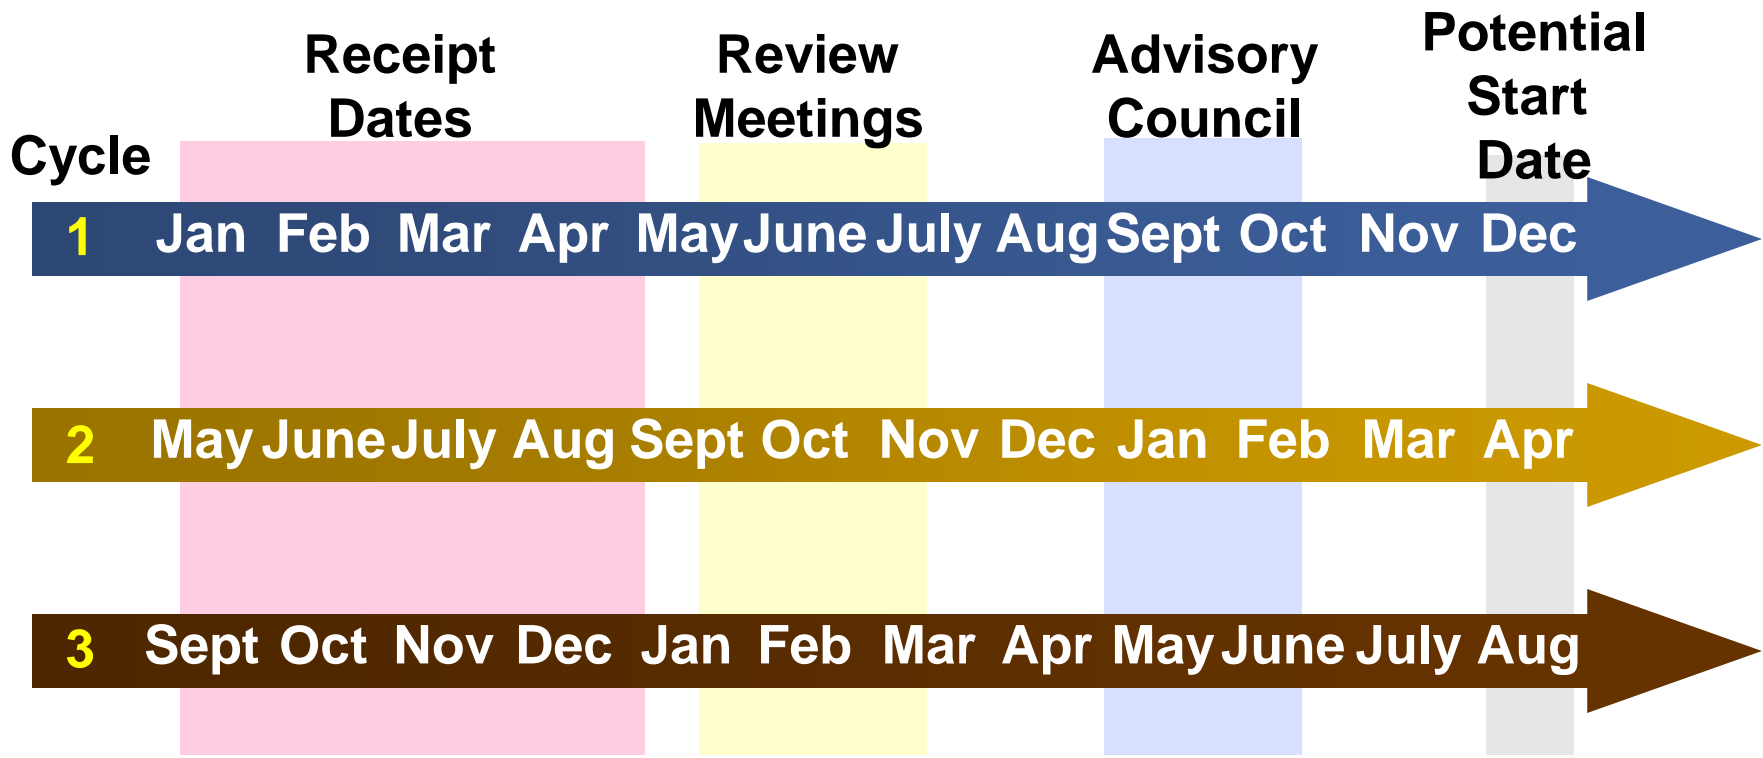 Cycle
Receipt
Dates
Review
Meetings
Advisory
Council
Potential
Start
Date
1 Jan Feb Mar Apr May June July Aug Sept Oct Nov Dec
2 May June July Aug Sept Oct Nov Dec Jan Feb Mar Apr
3 Sept Oct Nov Dec Jan Feb Mar Apr May June July Aug